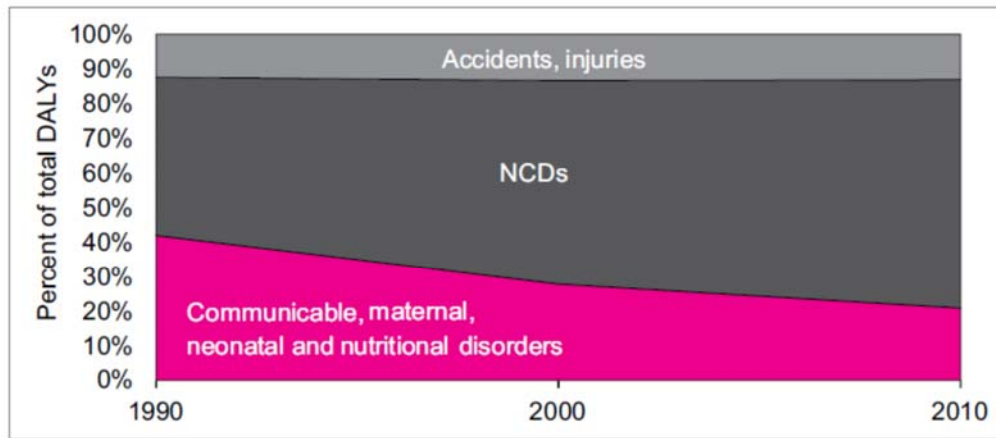 Percent of total DALYs
100%
90%
80%
70%
60%
50%
40%
30%
20%
10%
0%
Accidents, injuries
NCDs
Communicable, maternal,
neonatal and nutritional disorders
1990 2000 2010